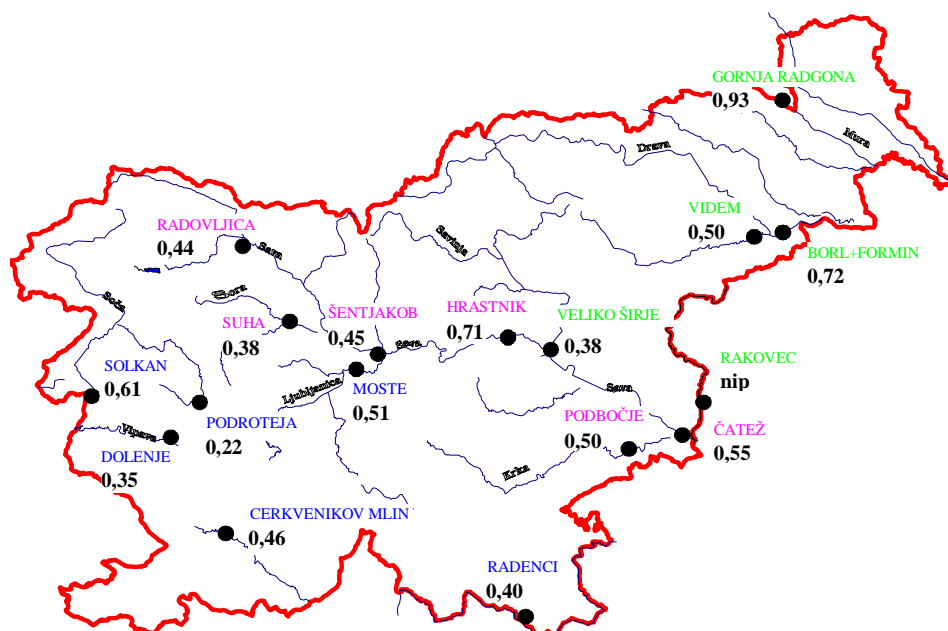 GORNJA RADGONA
0,93
Mura
Drava
VIDEM
0,50
BORL+FORMIN
0,72
RADOVLJICA
0,44
Sava
Savinja
Soča
Sora
SUHA
0,38
ŠENTJAKOB
0,45
Sava
HRASTNIK
0,71
VELIKO ŠIRJE
0,38
RAKOVEC
nip
SOLKAN
0,61
Ljubljanica
MOSTE
0,51
Sava
PODROTEJA
0,22
PODBOČJE
0,50
ČATEŽ
0,55
Vipava
DOLENJE
0,35
Krka
CERKVENIKOV MLIN
0,46
RADENCI
0,40